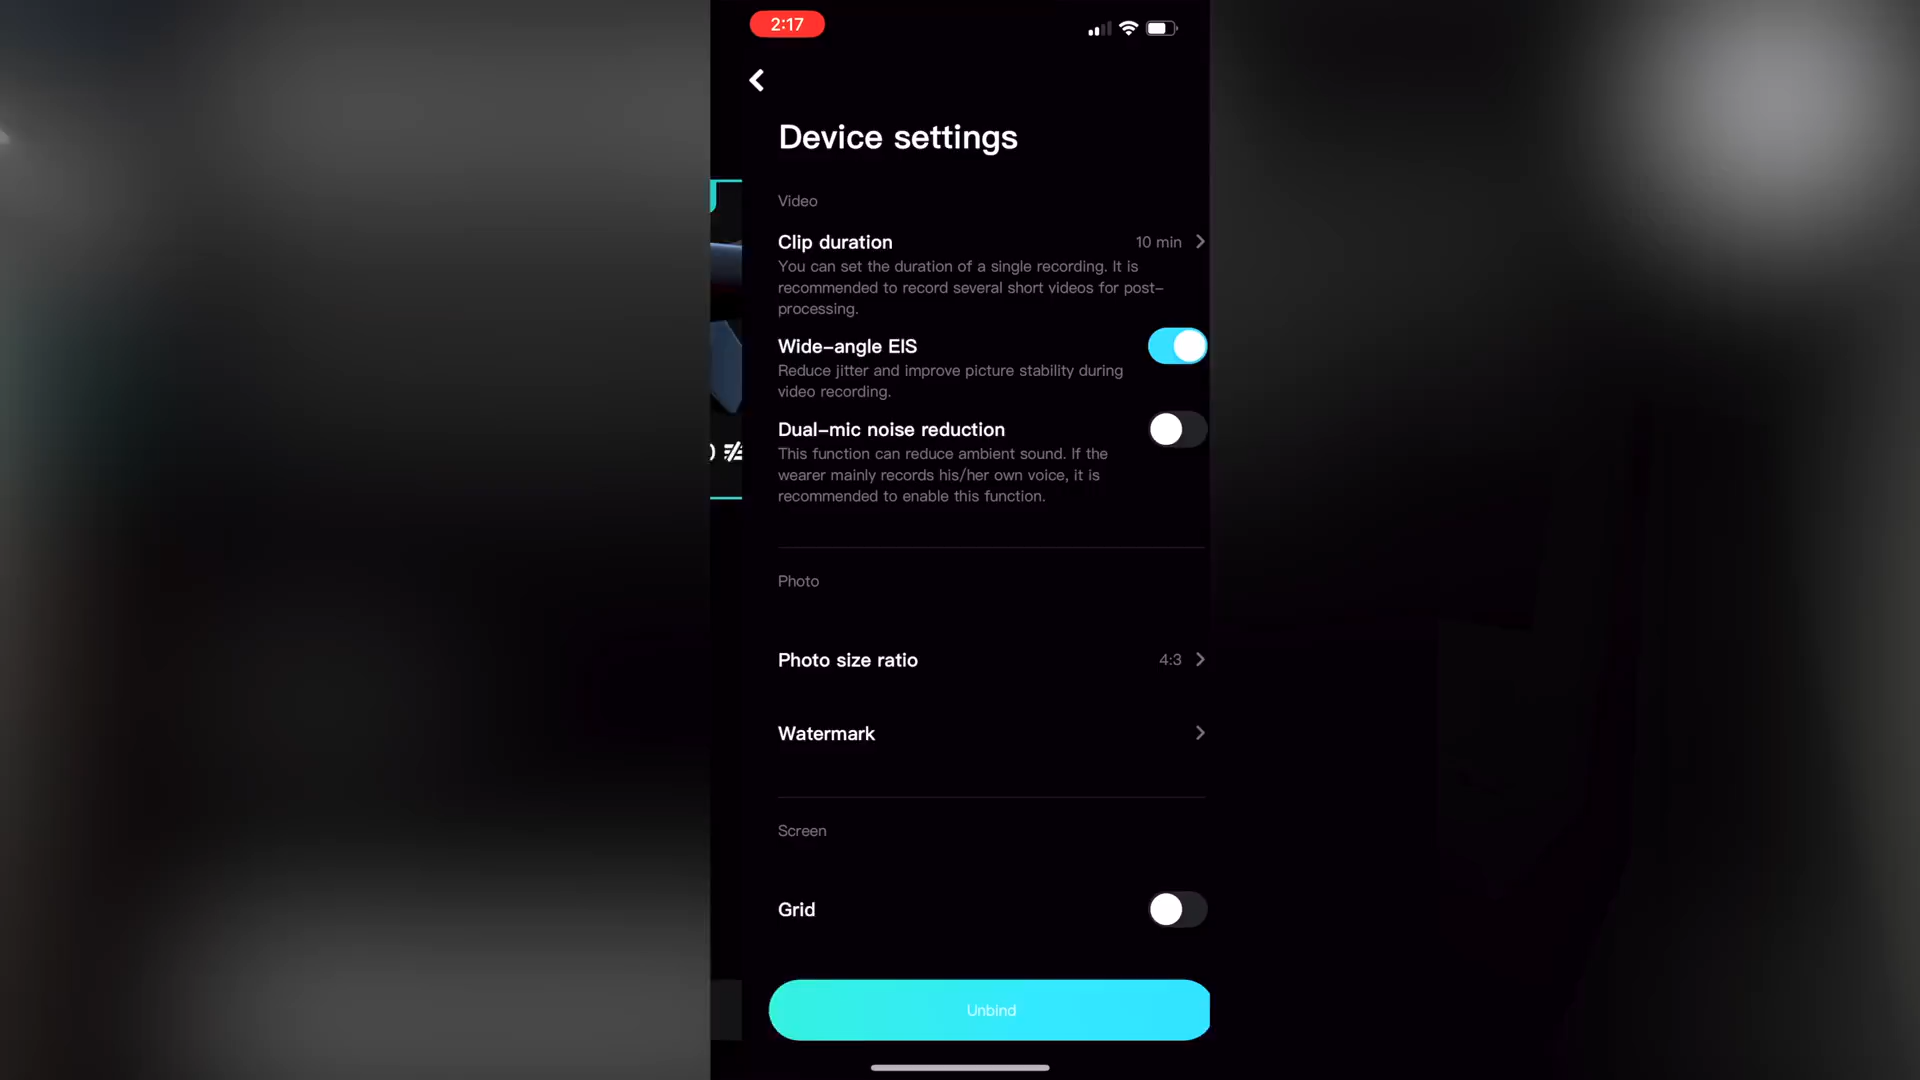 2:17
Device settings
Video
Clip duration
10 min
You can set the duration of a single recording. It is
recommended to record several short videos for post-
processing.
Wide-angle EIS
Reduce jitter and improve picture stability during
video recording.
Dual-mic noise reduction
This function can reduce ambient sound. If the
wearer mainly records his/her own voice, it is
recommended to enable this function.
Photo
Photo size ratio
4:3
Watermark
Screen
Grid
Unbind